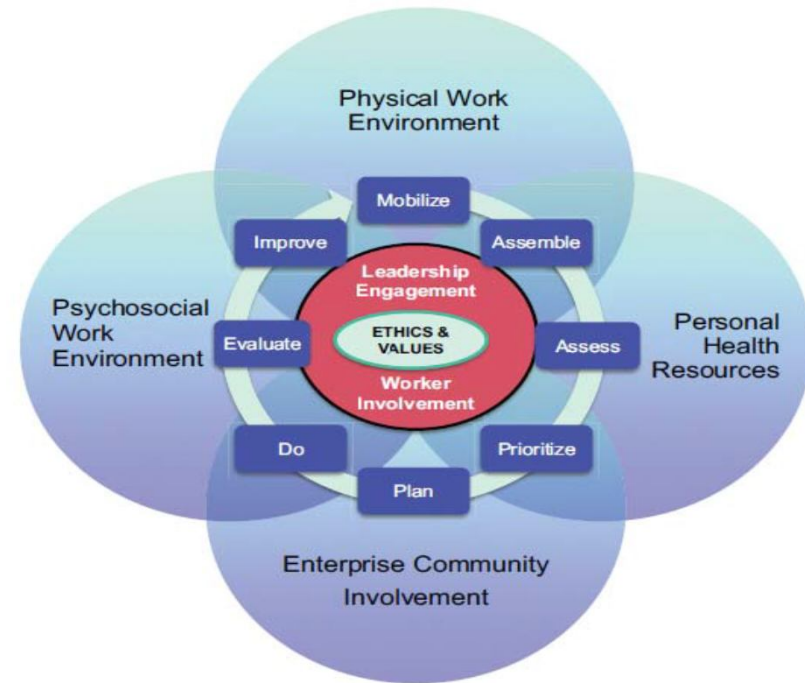 Physical Work
Environment
Mobilize
Improve
Assemble
Leadership
Engagement
Psychosocial
Work
Environment
Evaluate
ETHICS &
VALUES
Assess
Personal
Health
Resources
Worker
Involvement
Do
Prioritize
Plan
Enterprise Community
Involvement